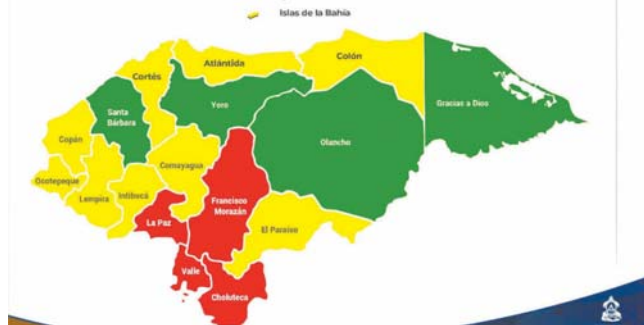 Islas de la Bahía
Atlántida
Colón
Cortés
Yoro
Gracias a Dios
Santa
Bárbara
Olancho
Copán
Comayagua
Ocotepeque
Lempira
Intibucá
Francisco
Morazán
La Paz
El Paraíso
Valle
Choluteca